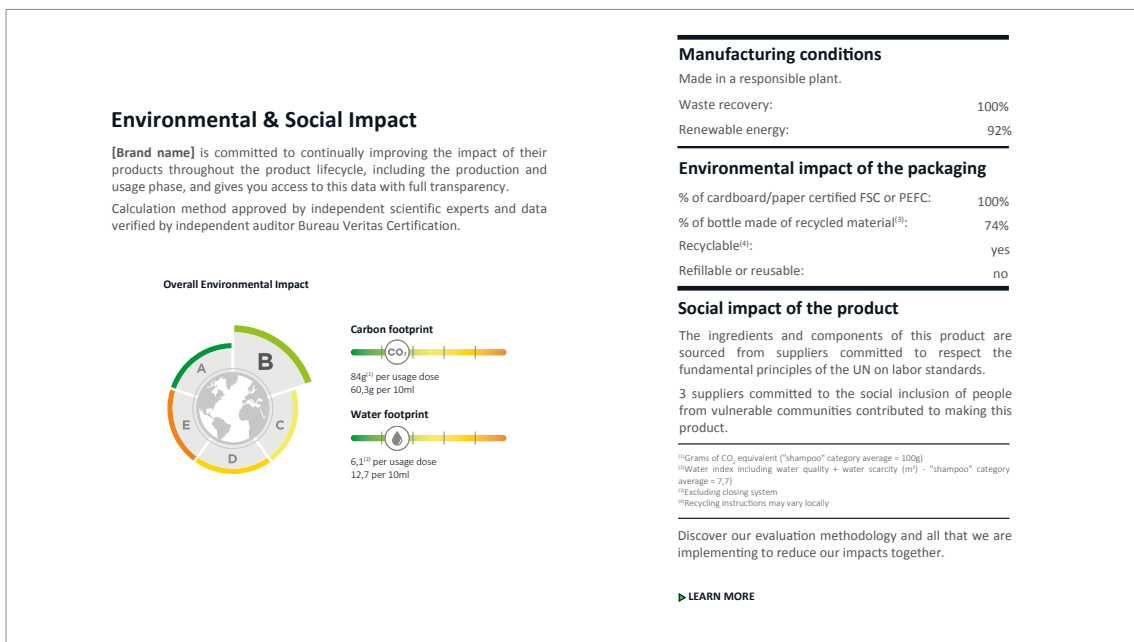 Environmental & Social Impact
[Brand name] is committed to continually improving the impact of their
products throughout the product lifecycle, including the production and
usage phase, and gives you access to this data with full transparency.
Calculation method approved by independent scientific experts and data
verified by independent auditor Bureau Veritas Certification.
Overall Environmental Impact
A
B
C
D
E
Carbon footprint
CO₂
84g⁽¹⁾ per usage dose
60,3g per 10ml
Water footprint
6,1⁽²⁾ per usage dose
12,7 per 10ml
Manufacturing conditions
Made in a responsible plant.
Waste recovery: 100%
Renewable energy: 92%
Environmental impact of the packaging
% of cardboard/paper certified FSC or PEFC: 100%
% of bottle made of recycled material⁽³⁾: 74%
Recyclable⁽⁴⁾: yes
Refillable or reusable: no
Social impact of the product
The ingredients and components of this product are
sourced from suppliers committed to respect the
fundamental principles of the UN on labor standards.
3 suppliers committed to the social inclusion of people
from vulnerable communities contributed to making this
product.
⁽¹⁾Grams of CO₂ equivalent ("shampoo" category average = 100g)
⁽²⁾Water index including water quality + water scarcity (m³) - "shampoo" category
average = 7,7)
⁽³⁾Excluding closing system
⁽⁴⁾Recycling instructions may vary locally
Discover our evaluation methodology and all that we are
implementing to reduce our impacts together.
LEARN MORE